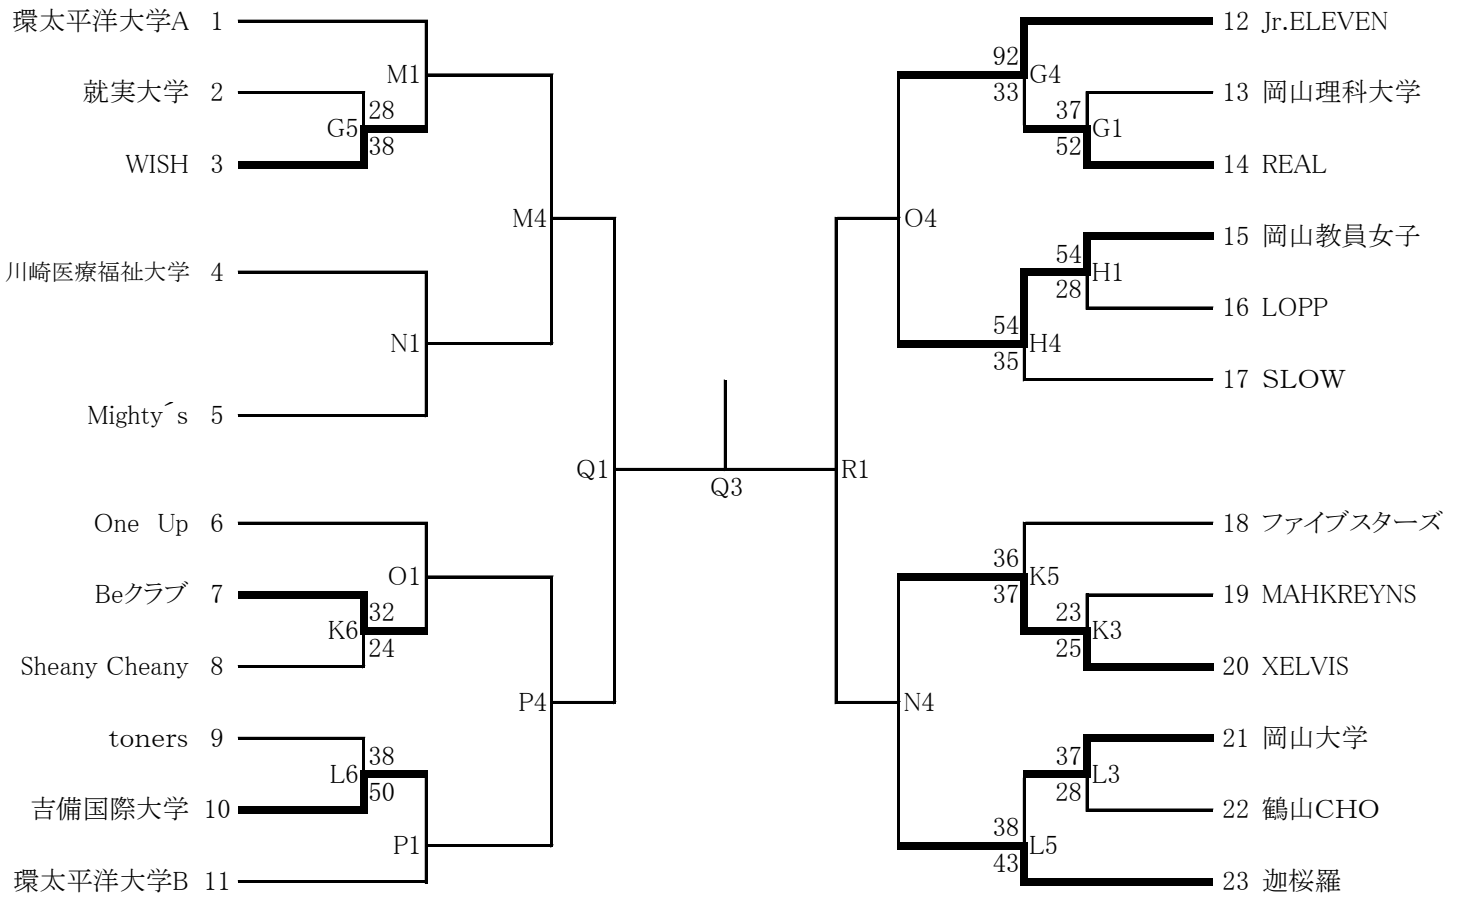 環太平洋大学A 1
M1
就実大学 2
28
G5
38
WISH 3
M4
川崎医療福祉大学 4
N1
Mighty´s 5
Q1
Q3
One Up 6
O1
Beクラブ 7
32
K6
24
Sheany Cheany 8
P4
toners 9
38
L6
50
吉備国際大学 10
P1
環太平洋大学B 11
12 Jr.ELEVEN
92
G4
33
13 岡山理科大学
37
G1
52
14 REAL
O4
15 岡山教員女子
54
H1
28
16 LOPP
54
H4
35
17 SLOW
R1
18 ファイブスターズ
36
K5
37
19 MAHKREYNS
23
K3
25
20 XELVIS
N4
21 岡山大学
37
L3
28
22 鶴山CHO
38
L5
43
23 迦桜羅